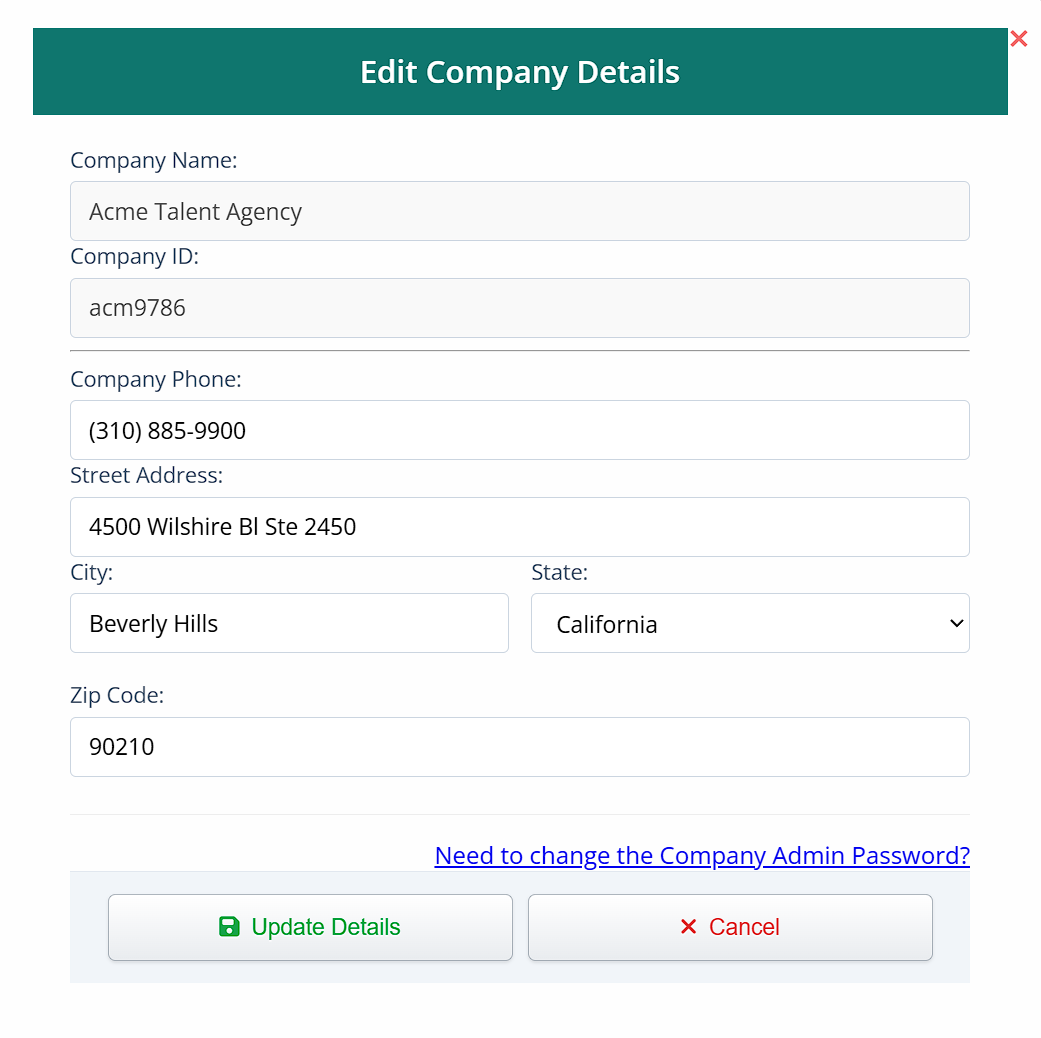 Edit Company Details
Company Name:
Acme Talent Agency
Company ID:
acm9786
Company Phone:
(310) 885-9900
Street Address:
4500 Wilshire Bl Ste 2450
City:
State:
Beverly Hills
California
Zip Code:
90210
Need to change the Company Admin Password?
Update Details
Cancel